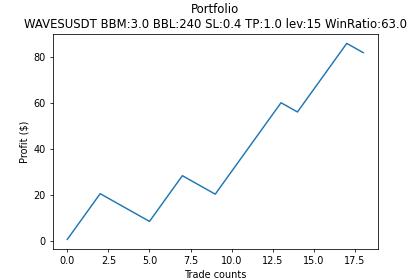 Portfolio
WAVESUSDT BBM:3.0 BBL:240 SL:0.4 TP:1.0 lev:15 WinRatio:63.0
Profit ($)
80
60
40
20
0
0.0 2.5 5.0 7.5 10.0 12.5 15.0 17.5
Trade counts